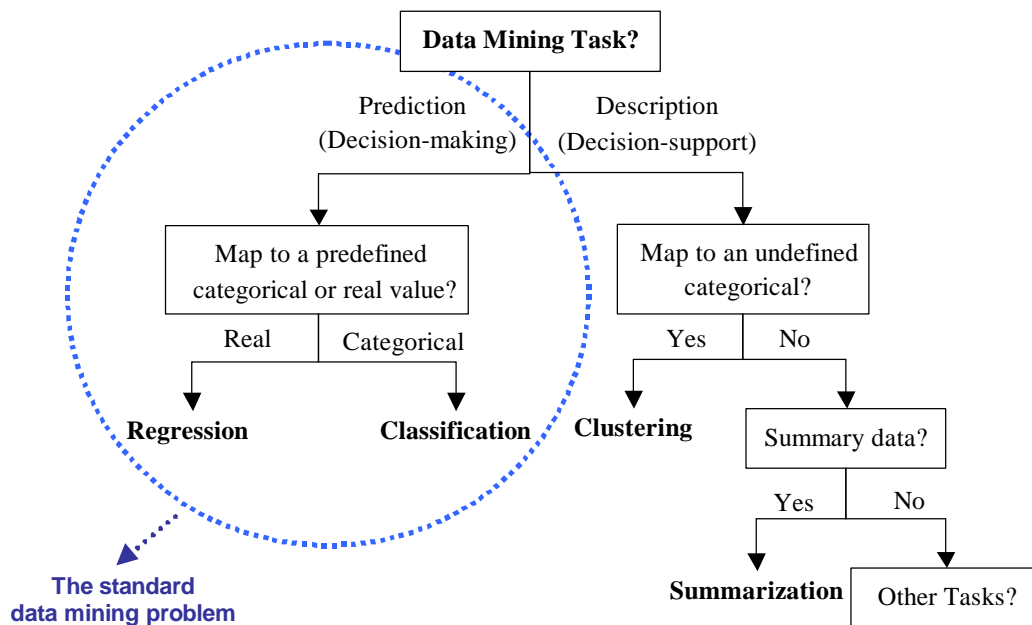 Data Mining Task?
Prediction
(Decision-making)
Description
(Decision-support)
Map to a predefined
categorical or real value?
Map to an undefined
categorical?
Real
Categorical
Yes
No
Regression
Classification
Clustering
Summary data?
Yes
No
The standard
data mining problem
Summarization
Other Tasks?